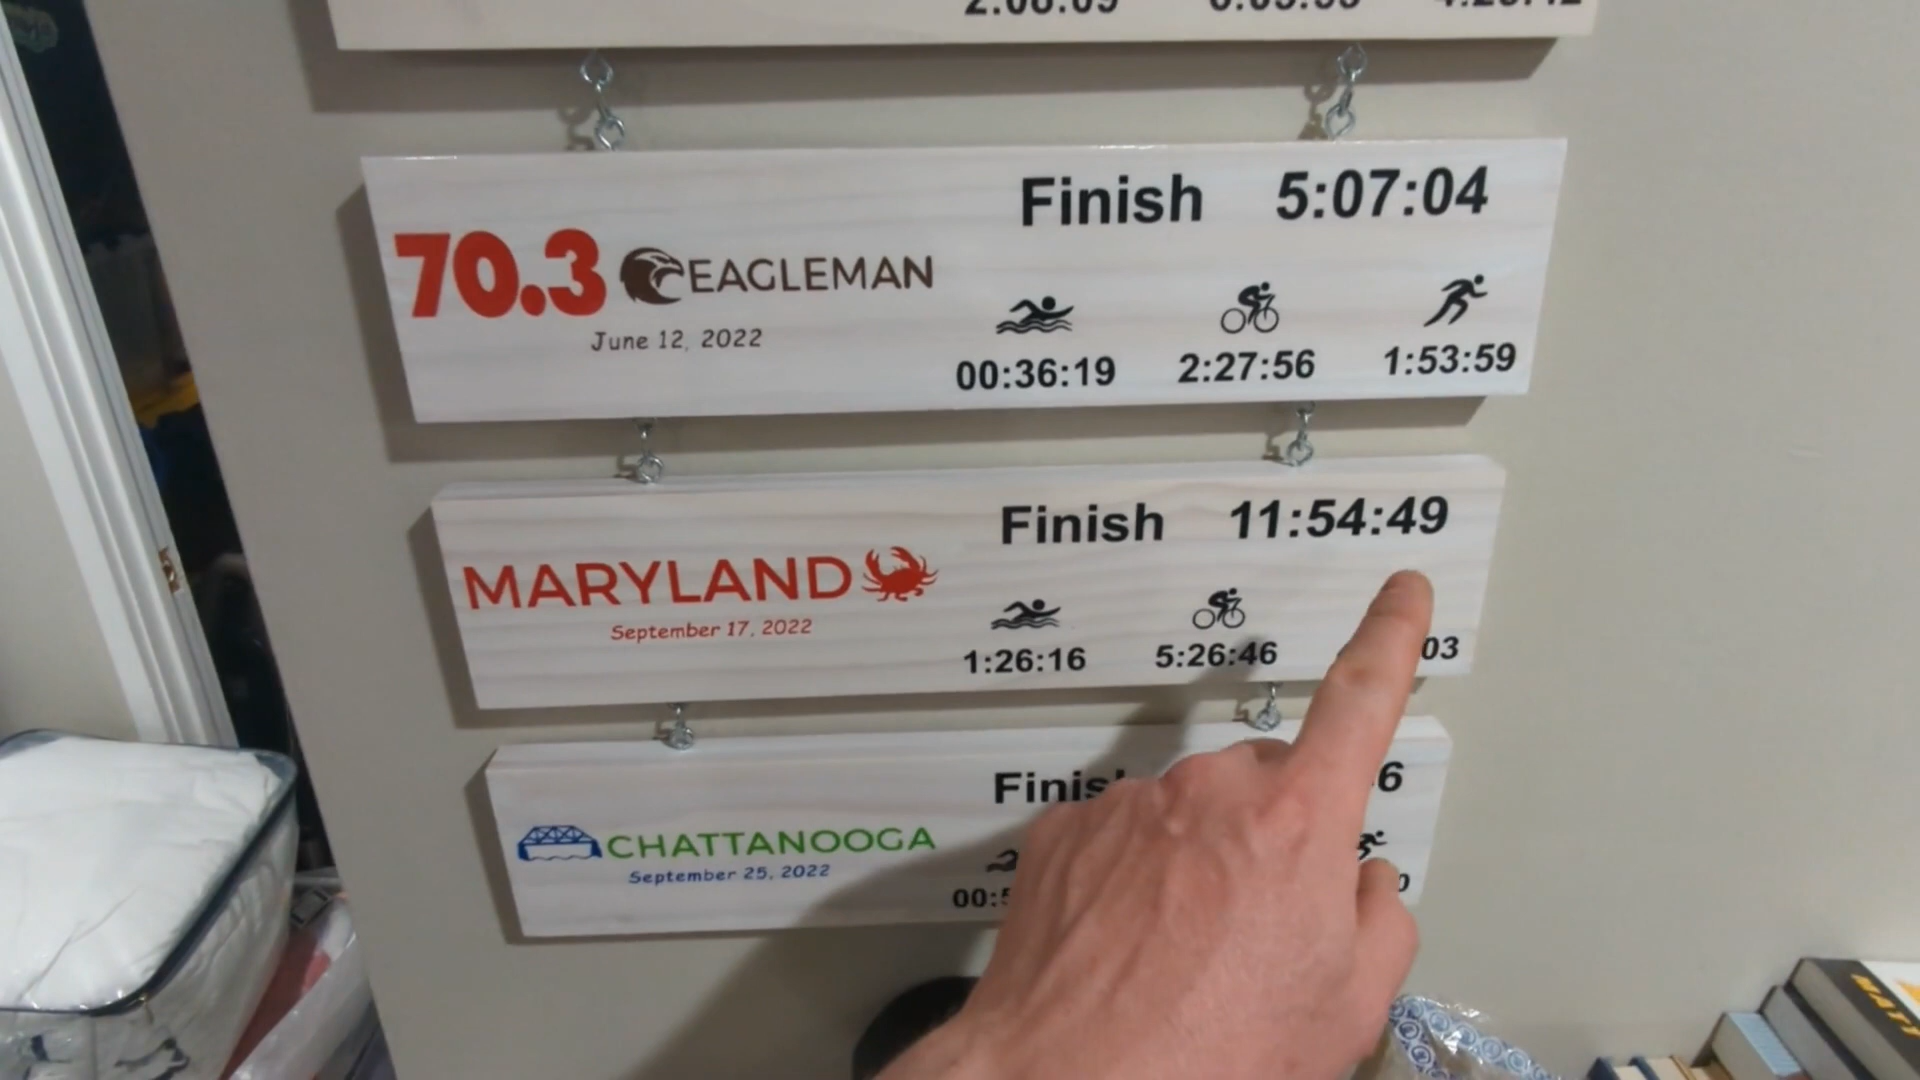 Finish 5:07:04
70.3 EAGLEMAN
June 12, 2022
00:36:19 2:27:56 1:53:59
Finish 11:54:49
MARYLAND
September 17, 2022
1:26:16 5:26:46 03
CHATTANOOGA
September 25, 2022